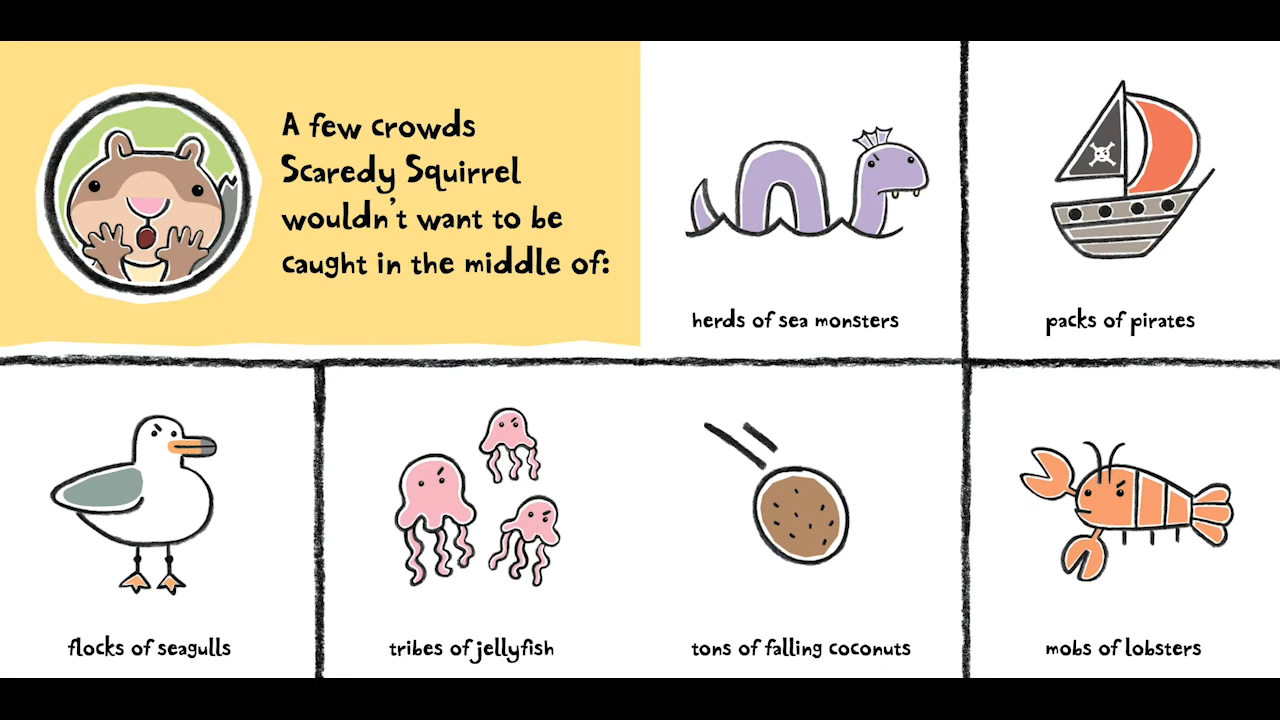 A few crowds
Scaredy Squirrel
wouldn't want to be
caught in the middle of:
herds of sea monsters
packs of pirates
flocks of seagulls
tribes of jellyfish
tons of falling coconuts
mobs of lobsters